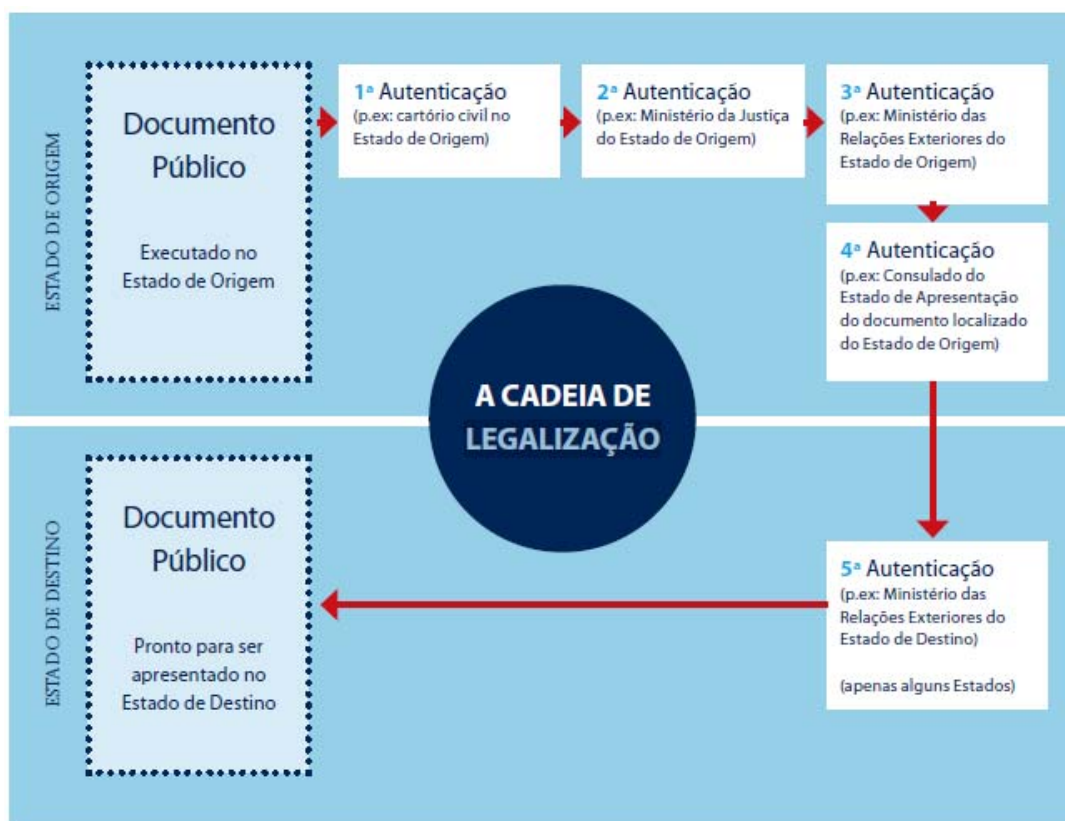 ESTADO DE ORIGEM
Documento
Público
Executado no
Estado de Origem
1ª Autenticação
(p.ex: cartório civil no
Estado de Origem)
2ª Autenticação
(p.ex: Ministério da Justiça
do Estado de Origem)
3ª Autenticação
(p.ex: Ministério das
Relações Exteriores do
Estado de Origem)
4ª Autenticação
(p.ex: Consulado do
Estado de Apresentação
do documento localizado
do Estado de Origem)
A CADEIA DE
LEGALIZAÇÃO
ESTADO DE DESTINO
Documento
Público
Pronto para ser
apresentado no
Estado de Destino
5ª Autenticação
(p.ex: Ministério das
Relações Exteriores do
Estado de Destino)
(apenas alguns Estados)